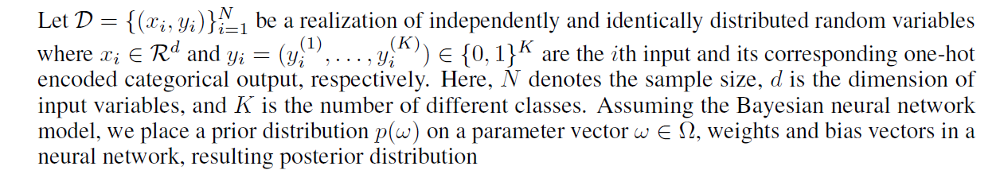 Let $\mathcal{D} = \{(x_i, y_i)\}_{i=1}^{N}$ be a realization of independently and identically distributed random variables
where $x_i \in \mathcal{R}^d$ and $y_i = (y_i^{(1)}, \ldots, y_i^{(K)}) \in \{0, 1\}^K$ are the $i$th input and its corresponding one-hot
encoded categorical output, respectively. Here, $N$ denotes the sample size, $d$ is the dimension of
input variables, and $K$ is the number of different classes. Assuming the Bayesian neural network
model, we place a prior distribution $p(\omega)$ on a parameter vector $\omega \in \Omega$, weights and bias vectors in a
neural network, resulting posterior distribution